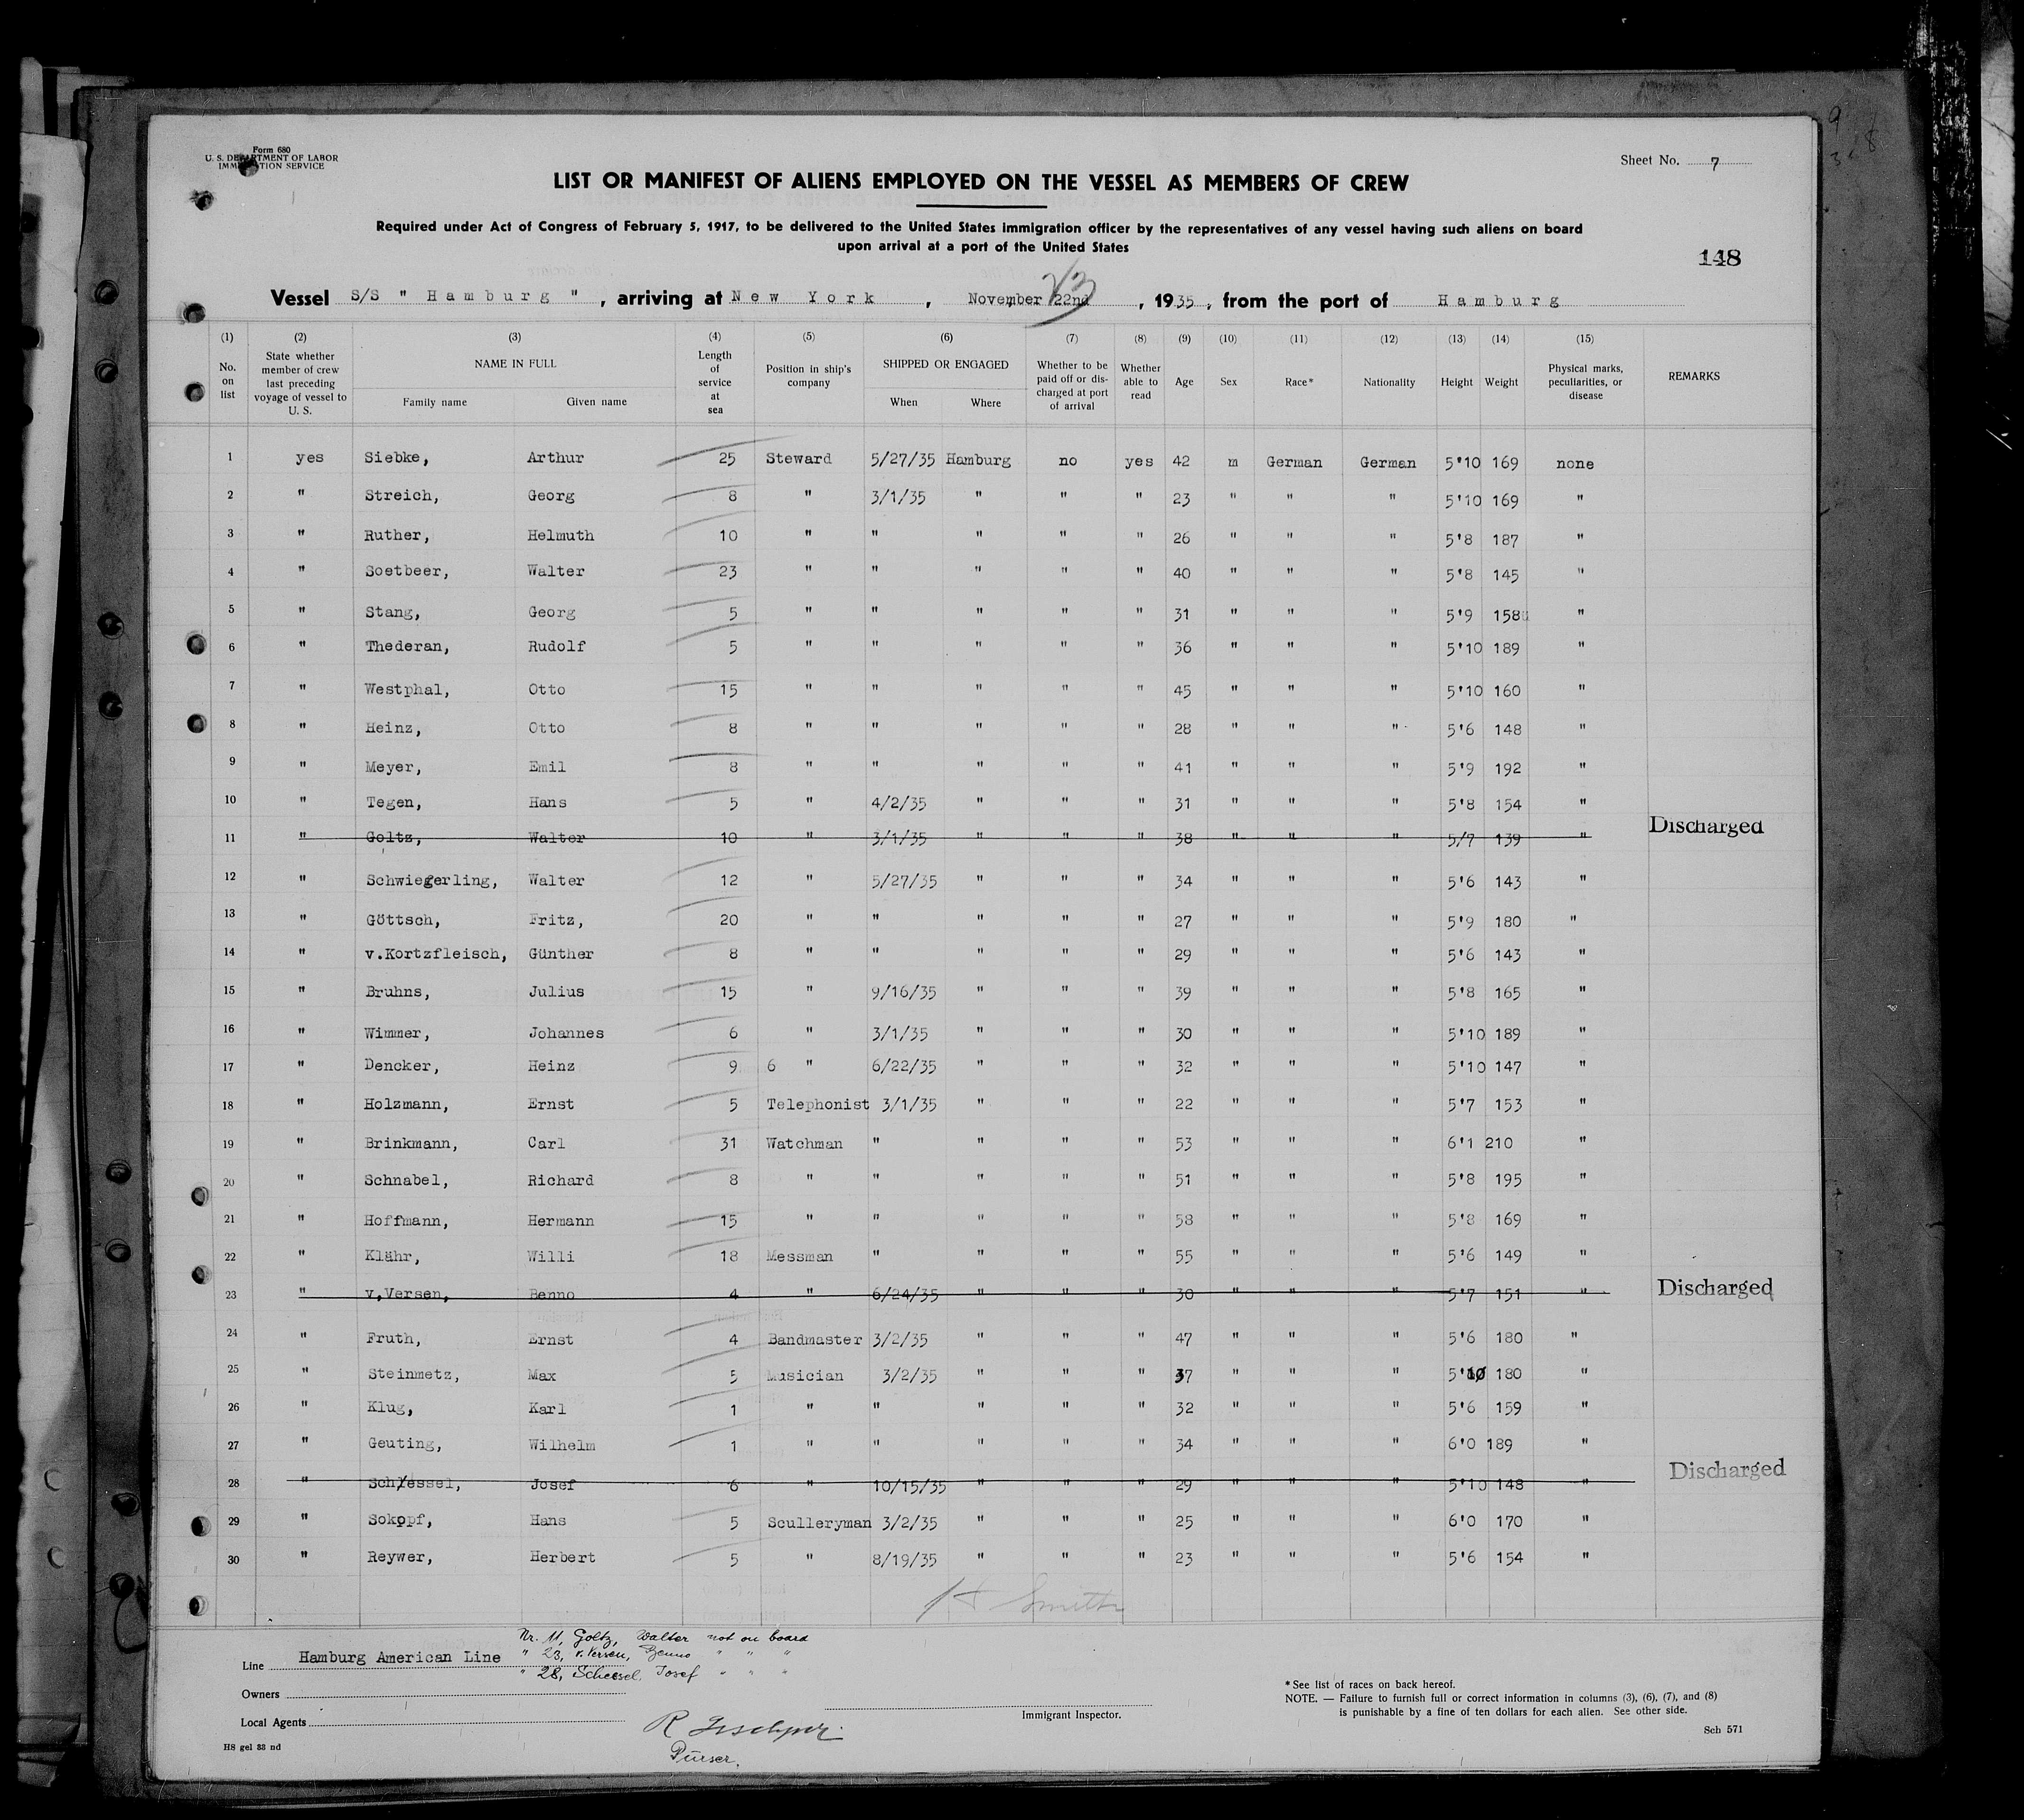 Form 680
U. S. DEPARTMENT OF LABOR
IMMIGRATION SERVICE
Sheet No. 7
LIST OR MANIFEST OF ALIENS EMPLOYED ON THE VESSEL AS MEMBERS OF CREW
Required under Act of Congress of February 5, 1917, to be delivered to the United States immigration officer by the representatives of any vessel having such aliens on board
upon arrival at a port of the United States
148
Vessel S/S " Hamburg ", arriving at New York, November 22nd 23, 1935, from the port of Hamburg
(1) (2) (3) (4) (5) (6) (7) (8) (9) (10) (11) (12) (13) (14) (15)
No. on list State whether member of crew last preceding voyage of vessel to U. S. NAME IN FULL Family name Given name Length of service at sea Position in ship's company SHIPPED OR ENGAGED When Where Whether to be paid off or discharged at port of arrival Whether able to read Age Sex Race* Nationality Height Weight Physical marks, peculiarities, or disease REMARKS
1 yes Siebke, Arthur 25 Steward 5/27/35 Hamburg no yes 42 m German German 5'10 169 none
2 " Streich, Georg 8 " 3/1/35 " " " 23 " " " 5'10 169 "
3 " Ruther, Helmuth 10 " " " " " 26 " " " 5'8 187 "
4 " Soetbeer, Walter 23 " " " " " 40 " " " 5'8 145 "
5 " Stang, Georg 5 " " " " " 31 " " " 5'9 158 "
6 " Thederan, Rudolf 5 " " " " " 36 " " " 5'10 189 "
7 " Westphal, Otto 15 " " " " " 45 " " " 5'10 160 "
8 " Heinz, Otto 8 " " " " " 28 " " " 5'6 148 "
9 " Meyer, Emil 8 " " " " " 41 " " " 5'9 192 "
10 " Tegen, Hans 5 " 4/2/35 " " " 31 " " " 5'8 154 "
11 " Goltz, Walter 10 " 3/1/35 " " " 38 " " " 5/7 139 " Discharged
12 " Schwiegerling, Walter 12 " 5/27/35 " " " 34 " " " 5'6 143 "
13 " Göttsch, Fritz, 20 " " " " " 27 " " " 5'9 180 "
14 " v.Kortzfleisch, Günther 8 " " " " " 29 " " " 5'6 143 "
15 " Bruhns, Julius 15 " 9/16/35 " " " 39 " " " 5'8 165 "
16 " Wimmer, Johannes 6 " 3/1/35 " " " 30 " " " 5'10 189 "
17 " Dencker, Heinz 9 6 " 6/22/35 " " " 32 " " " 5'10 147 "
18 " Holzmann, Ernst 5 Telephonist 3/1/35 " " " 22 " " " 5'7 153 "
19 " Brinkmann, Carl 31 Watchman " " " " 53 " " " 6'1 210 "
20 " Schnabel, Richard 8 " " " " " 51 " " " 5'8 195 "
21 " Hoffmann, Hermann 15 " " " " " 58 " " " 5'8 169 "
22 " Klähr, Willi 18 Messman " " " " 55 " " " 5'6 149 "
23 " v.Versen, Benno 4 " 6/24/35 " " " 30 " " " 5'7 151 " Discharged
24 " Fruth, Ernst 4 Bandmaster 3/2/35 " " " 47 " " " 5'6 180 "
25 " Steinmetz, Max 5 Musician 3/2/35 " " " 37 " " " 5'10 180 "
26 " Klug, Karl 1 " " " " " 32 " " " 5'6 159 "
27 " Geuting, Wilhelm 1 " " " " " 34 " " " 6'0 189 "
28 " Schlessel, Josef 6 " 10/15/35 " " " 29 " " " 5'10 148 " Discharged
29 " Sokopf, Hans 5 Sculleryman 3/2/35 " " " 25 " " " 6'0 170 "
30 " Reywer, Herbert 5 " 8/19/35 " " " 23 " " " 5'6 154 "
H Smith
Nr. 11, Goltz, Walter not on board
" 23, v. Versen, Benno " " "
" 28, Scheesel, Josef " " "
Line Hamburg American Line
Owners
Local Agents
H8 gel 88 nd
R
Purser.
Immigrant Inspector.
* See list of races on back hereof.
NOTE. — Failure to furnish full or correct information in columns (3), (6), (7), and (8)
is punishable by a fine of ten dollars for each alien. See other side.
Sch 571